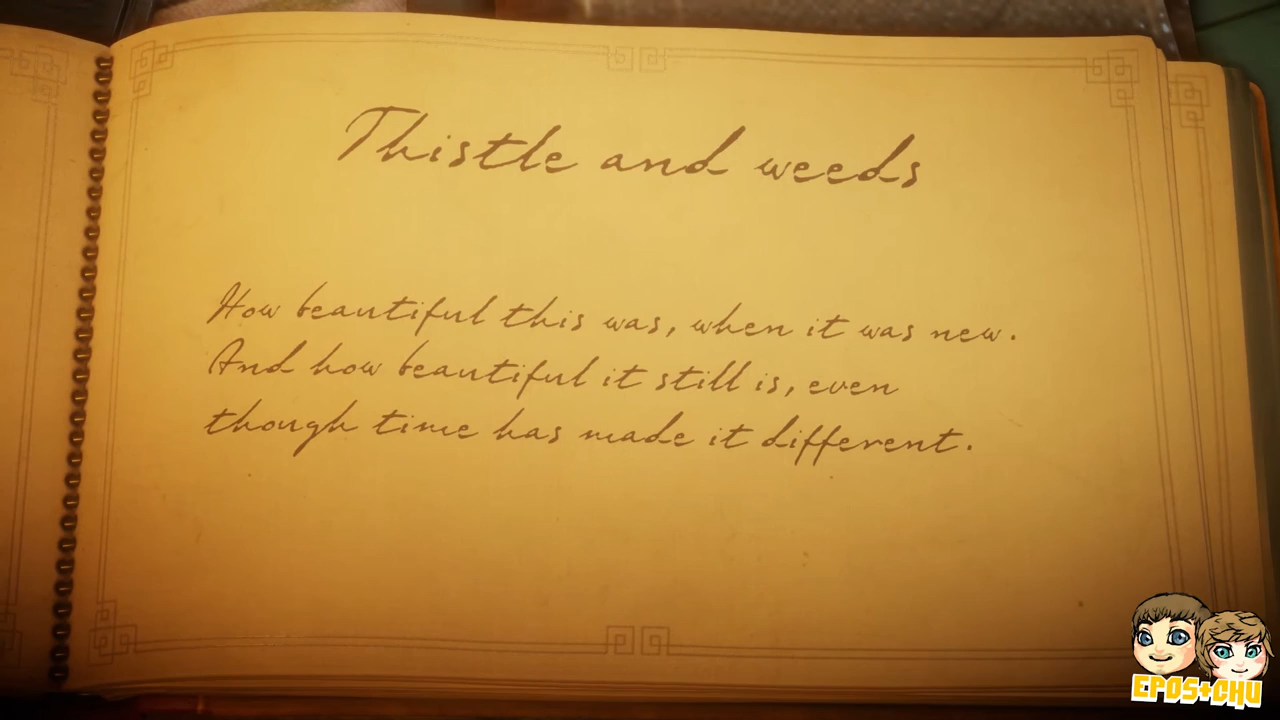 Thistle and weeds
How beautiful this was, when it was new.
And how beautiful it still is, even
though time has made it different.
EPOS+CHU